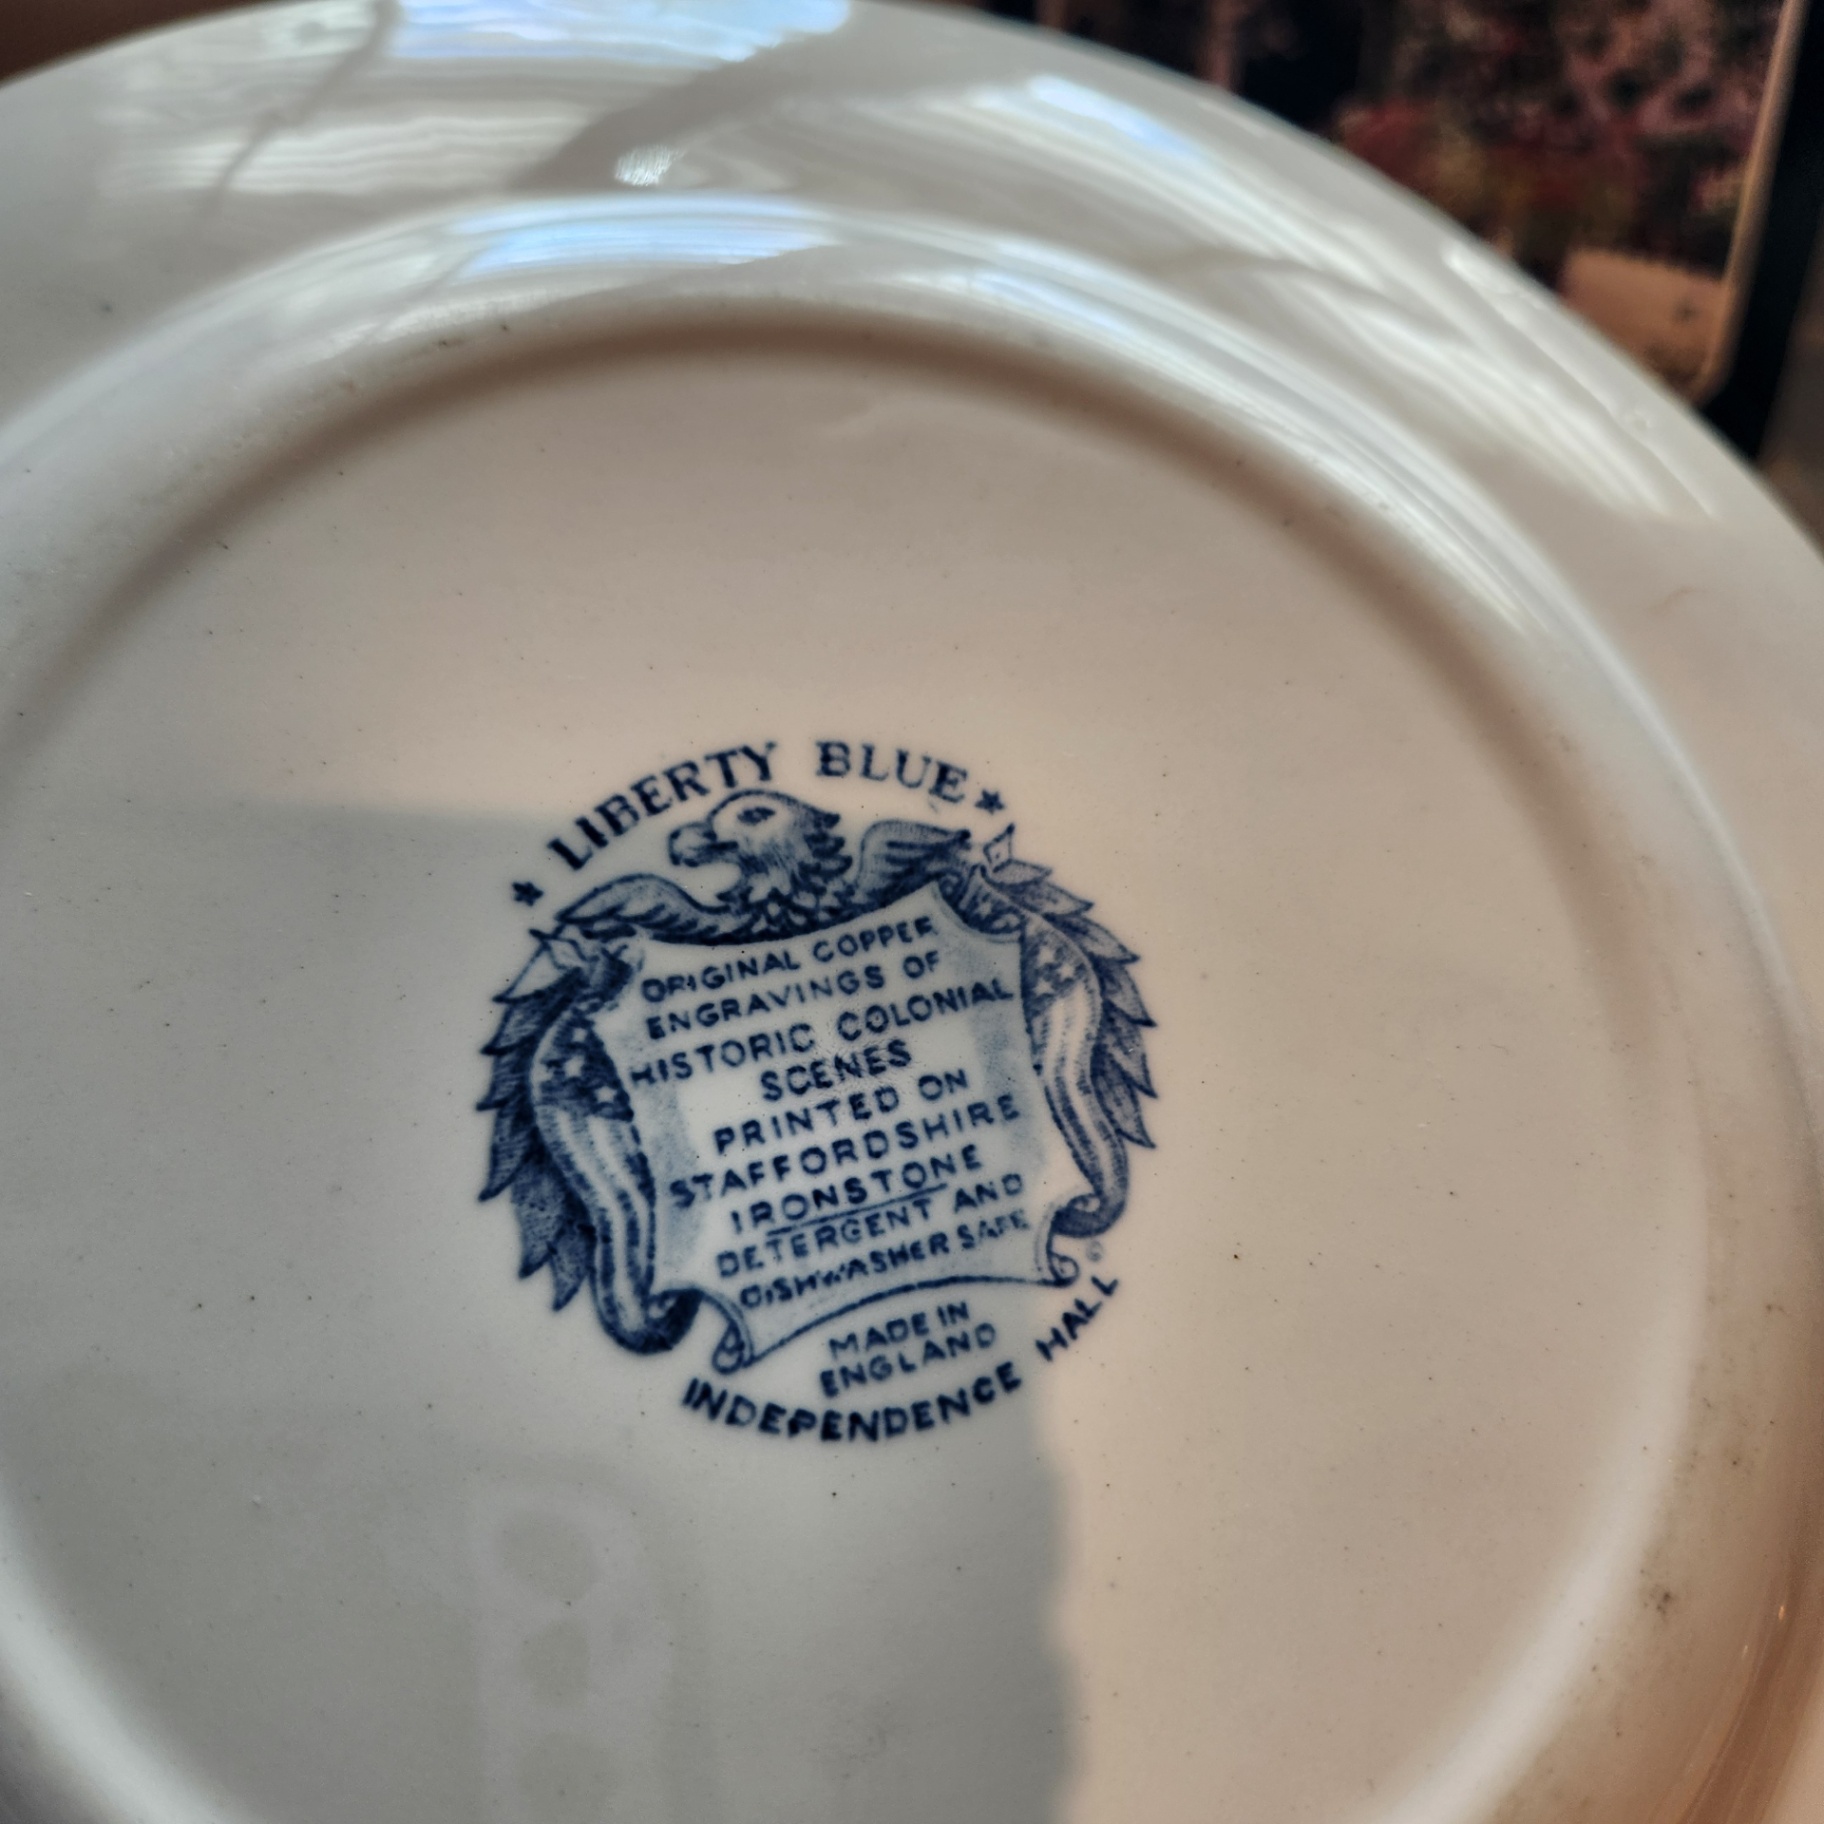 ★ LIBERTY BLUE ★
ORIGINAL COPPER
ENGRAVINGS OF
HISTORIC COLONIAL
SCENES
PRINTED ON
STAFFORDSHIRE
IRONSTONE
DETERGENT AND
DISHWASHER SAFE
©
MADE IN
ENGLAND
INDEPENDENCE HALL